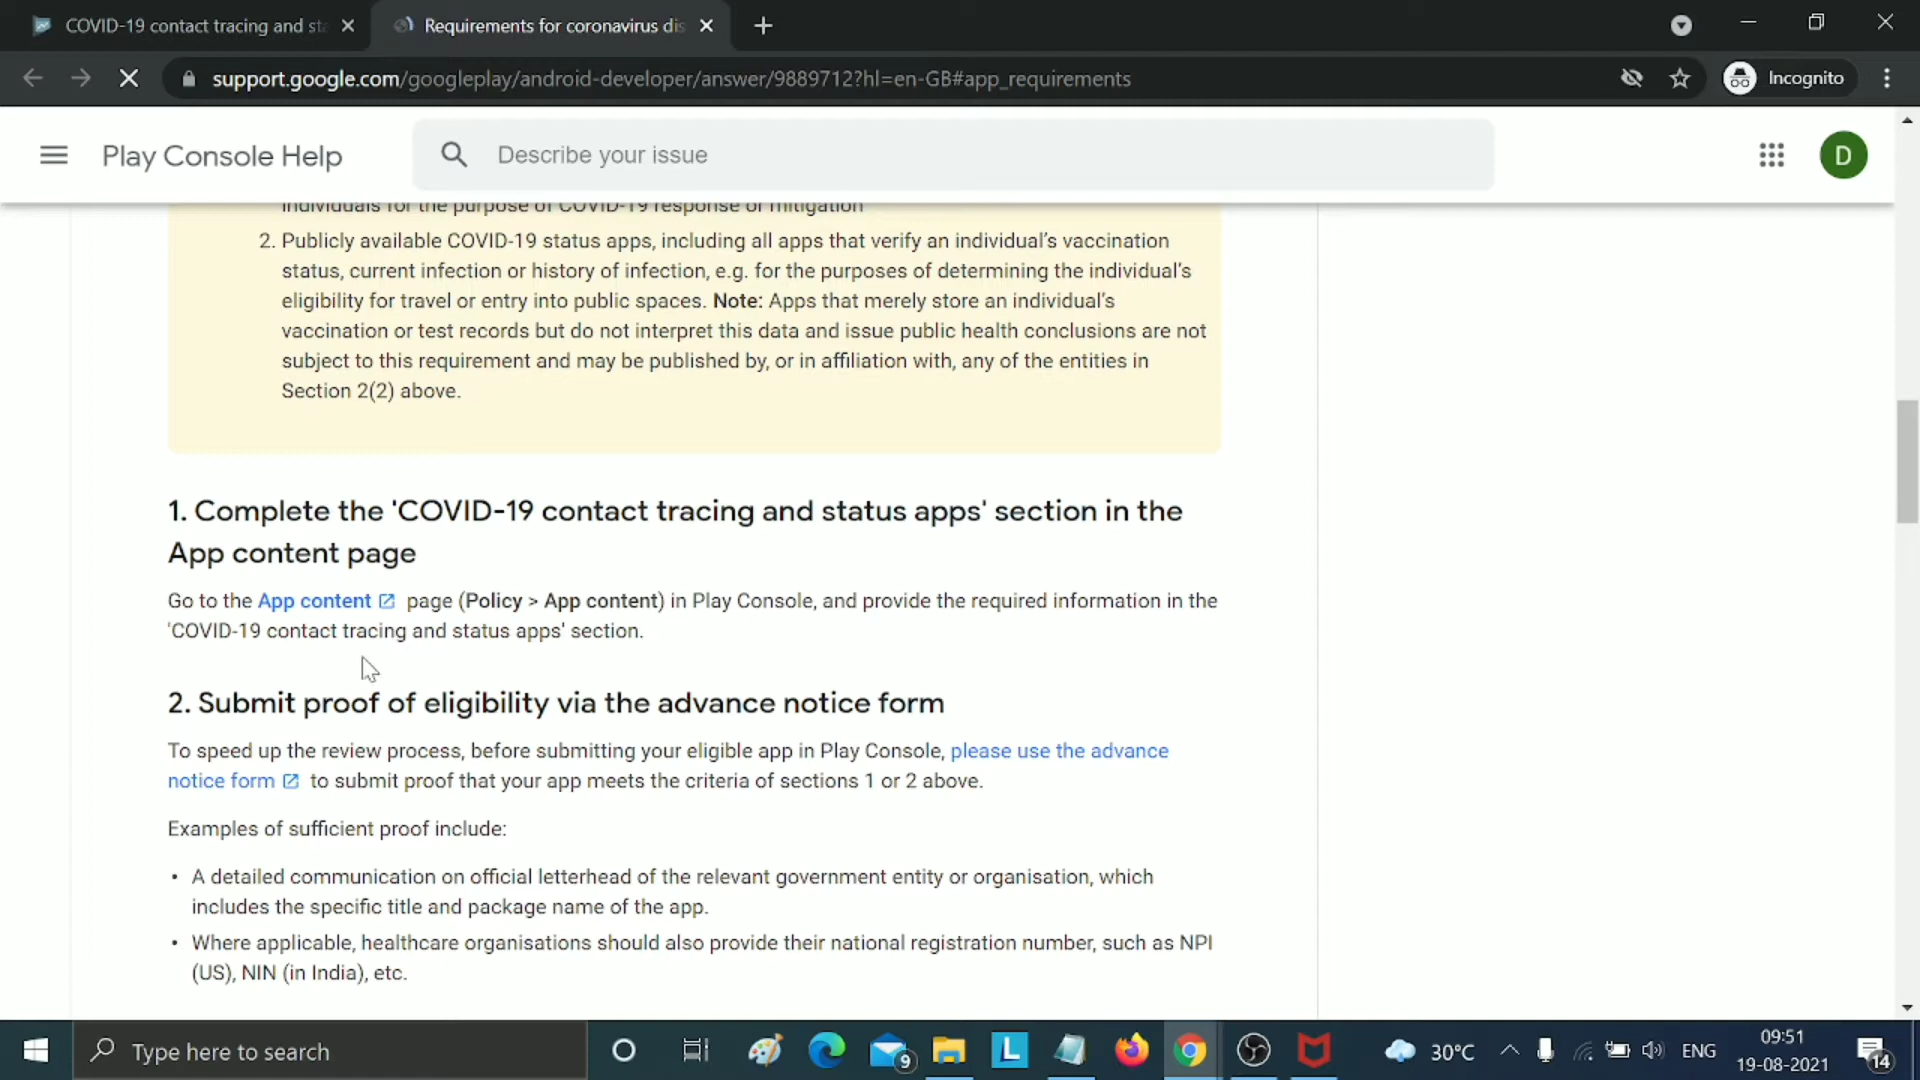 COVID-19 contact tracing and sta
Requirements for coronavirus dis
support.google.com/googleplay/android-developer/answer/9889712?hl=en-GB#app_requirements
Incognito
Play Console Help
Describe your issue
D
individuals for the purpose of COVID-19 response or mitigation
2. Publicly available COVID-19 status apps, including all apps that verify an individual's vaccination
status, current infection or history of infection, e.g. for the purposes of determining the individual's
eligibility for travel or entry into public spaces. Note: Apps that merely store an individual's
vaccination or test records but do not interpret this data and issue public health conclusions are not
subject to this requirement and may be published by, or in affiliation with, any of the entities in
Section 2(2) above.
1. Complete the 'COVID-19 contact tracing and status apps' section in the
App content page
Go to the App content page (Policy > App content) in Play Console, and provide the required information in the
'COVID-19 contact tracing and status apps' section.
2. Submit proof of eligibility via the advance notice form
To speed up the review process, before submitting your eligible app in Play Console, please use the advance
notice form to submit proof that your app meets the criteria of sections 1 or 2 above.
Examples of sufficient proof include:
• A detailed communication on official letterhead of the relevant government entity or organisation, which
includes the specific title and package name of the app.
• Where applicable, healthcare organisations should also provide their national registration number, such as NPI
(US), NIN (in India), etc.
Type here to search
9
L
30°C
ENG
09:51
19-08-2021
14